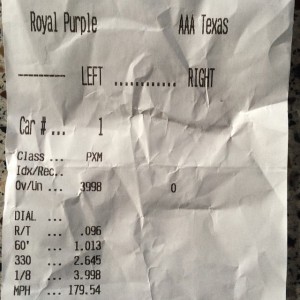 Royal Purple AAA Texas
--------- LEFT ............ RIGHT
Car # ... 1
Class ... PXM
Idx/Rec..
Ov/Un ... 3998 0
DIAL ...
R/T ... .096
60' ... 1.013
330 ... 2.645
1/8 ... 3.998
MPH ... 179.54